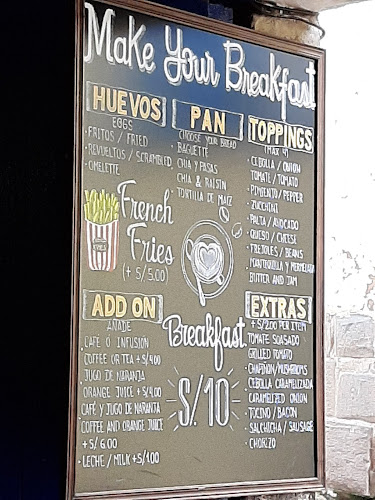 Make Your Breakfast
HUEVOS
EGGS
· FRITOS / FRIED
· REVUELTOS / SCRAMBLED
· OMELETTE
PAN
CHOOSE YOUR BREAD
· BAGUETTE
· CHIA Y PASAS
CHIA & RAISIN
· TORTILLA DE MAÍZ
TOPPINGS
(MAX 4)
· CEBOLLA / ONION
· TOMATE / TOMATO
· PIMIENTO / PEPPER
· ZUCCHINI
· PALTA / AVOCADO
· QUESO / CHEESE
· FREJOLES / BEANS
· MANTEQUILLA Y MERMELADA
BUTTER AND JAM
French
Fries
(+ S/5.00)
ADD ON
AÑADE
· CAFE O INFUSION
COFFEE OR TEA + S/4.00
· JUGO DE NARANJA
ORANGE JUICE + S/4.00
· CAFÉ Y JUGO DE NARANJA
COFFEE AND ORANGE JUICE
+ S/ 6.00
· LECHE / MILK + S/1.00
Breakfast
S/.10
EXTRAS
+ S/2.00 PER ITEM
TOMATE SOASADO
GRILLED TOMATO
· CHAPIÑON/MUSHROOMS
· CEBOLLA CARAMELIZADA
CARAMELIZED ONION
· TOCINO / BACON
· SALCHICHA / SAUSAGE
· CHORIZO